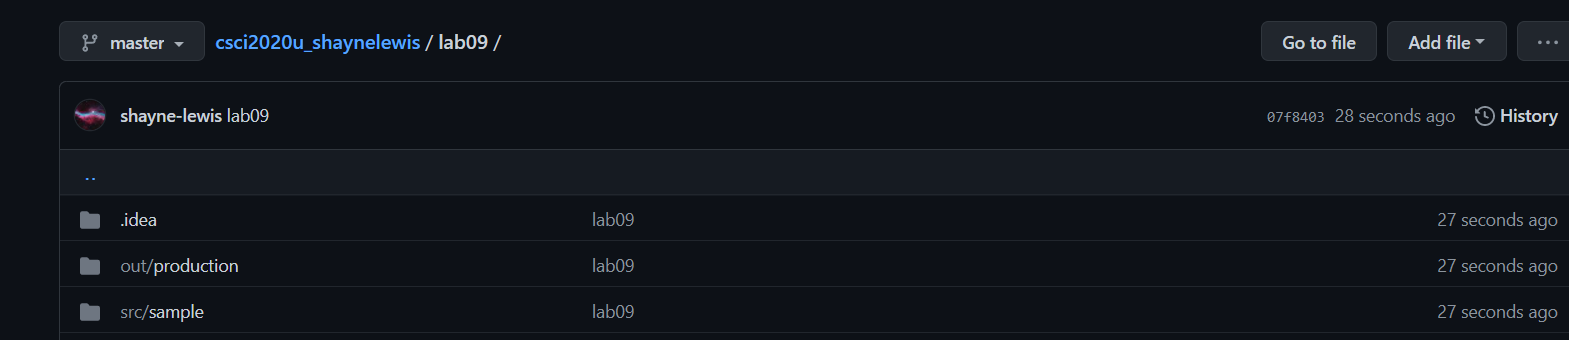 master csci2020u_shaynelewis / lab09 / Go to file Add file ...
shayne-lewis lab09 07f8403 28 seconds ago History
..
.idea lab09 27 seconds ago
out/production lab09 27 seconds ago
src/sample lab09 27 seconds ago